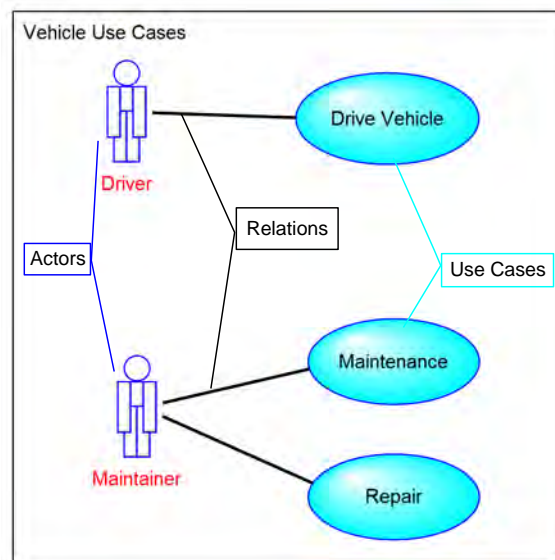 Vehicle Use Cases
Drive Vehicle
Driver
Relations
Actors
Use Cases
Maintenance
Maintainer
Repair